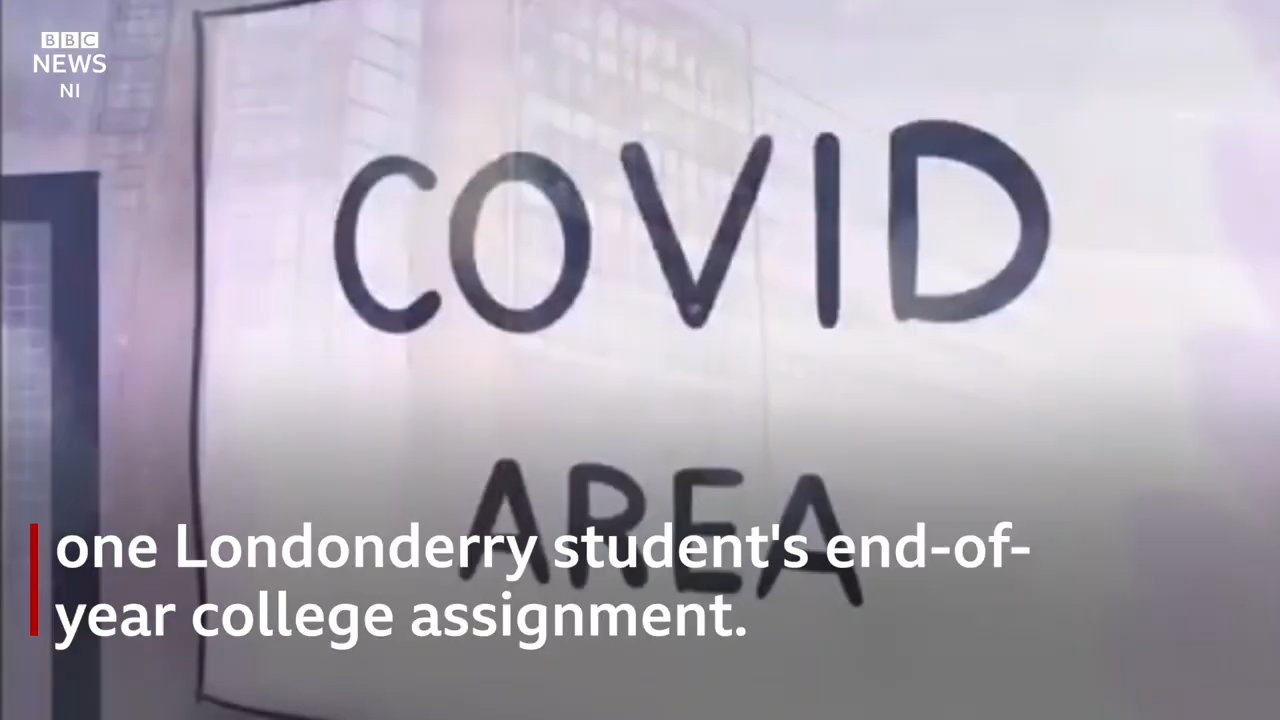 BBC
NEWS
NI
COVID
AREA
one Londonderry student's end-of-
year college assignment.